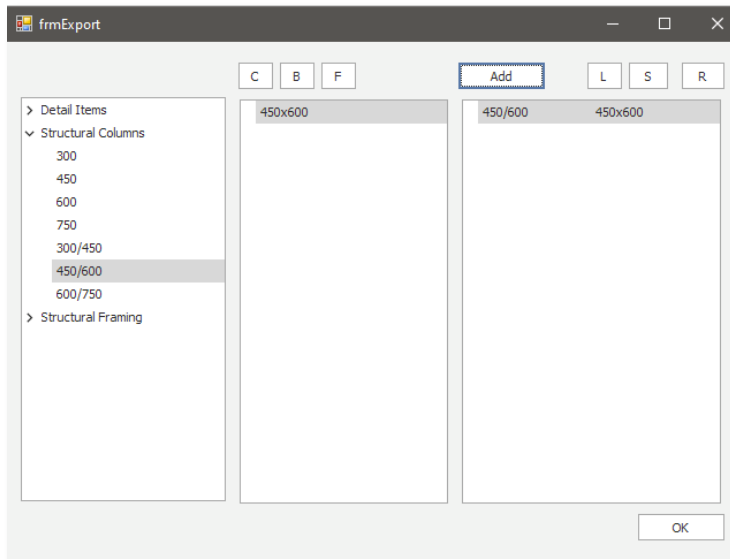 frmExport
C B F Add L S R
Detail Items
Structural Columns
300
450
600
750
300/450
450/600
600/750
Structural Framing
450x600
450/600 450x600
OK